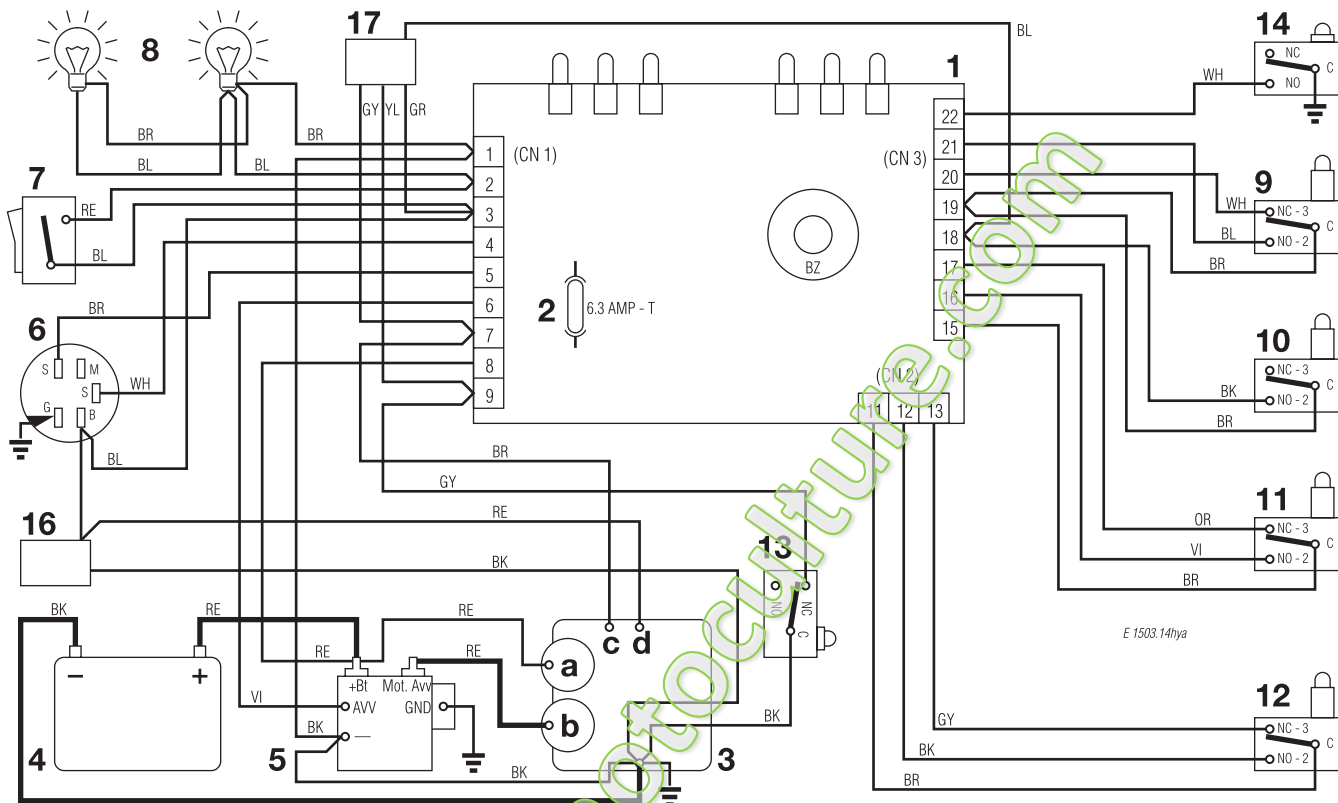 8
17
BL
1
14
NC
C
NO
WH
GY
YL
GR
BR
BR
BL
BL
1
2
3
4
5
6
7
8
9
(CN 1)
(CN 3)
22
21
20
19
18
17
16
15
7
RE
BL
9
WH
NC - 3
C
BL
NO - 2
BR
BZ
2
6.3 AMP - T
6
BR
S
M
S
WH
G
B
BL
10
NC - 3
C
BK
NO - 2
BR
(CN 2)
11
12
13
BR
GY
16
RE
BK
13
NO
NC
C
11
OR
NC - 3
C
VI
NO - 2
BR
E 1503.14hya
BK
RE
–
+
4
RE
RE
RE
+Bt
Mot. Avv
AVV
GND
—
VI
BK
5
BK
a
b
c
d
3
BK
12
GY
NC - 3
C
BK
NO - 2
BR
otoculture.com